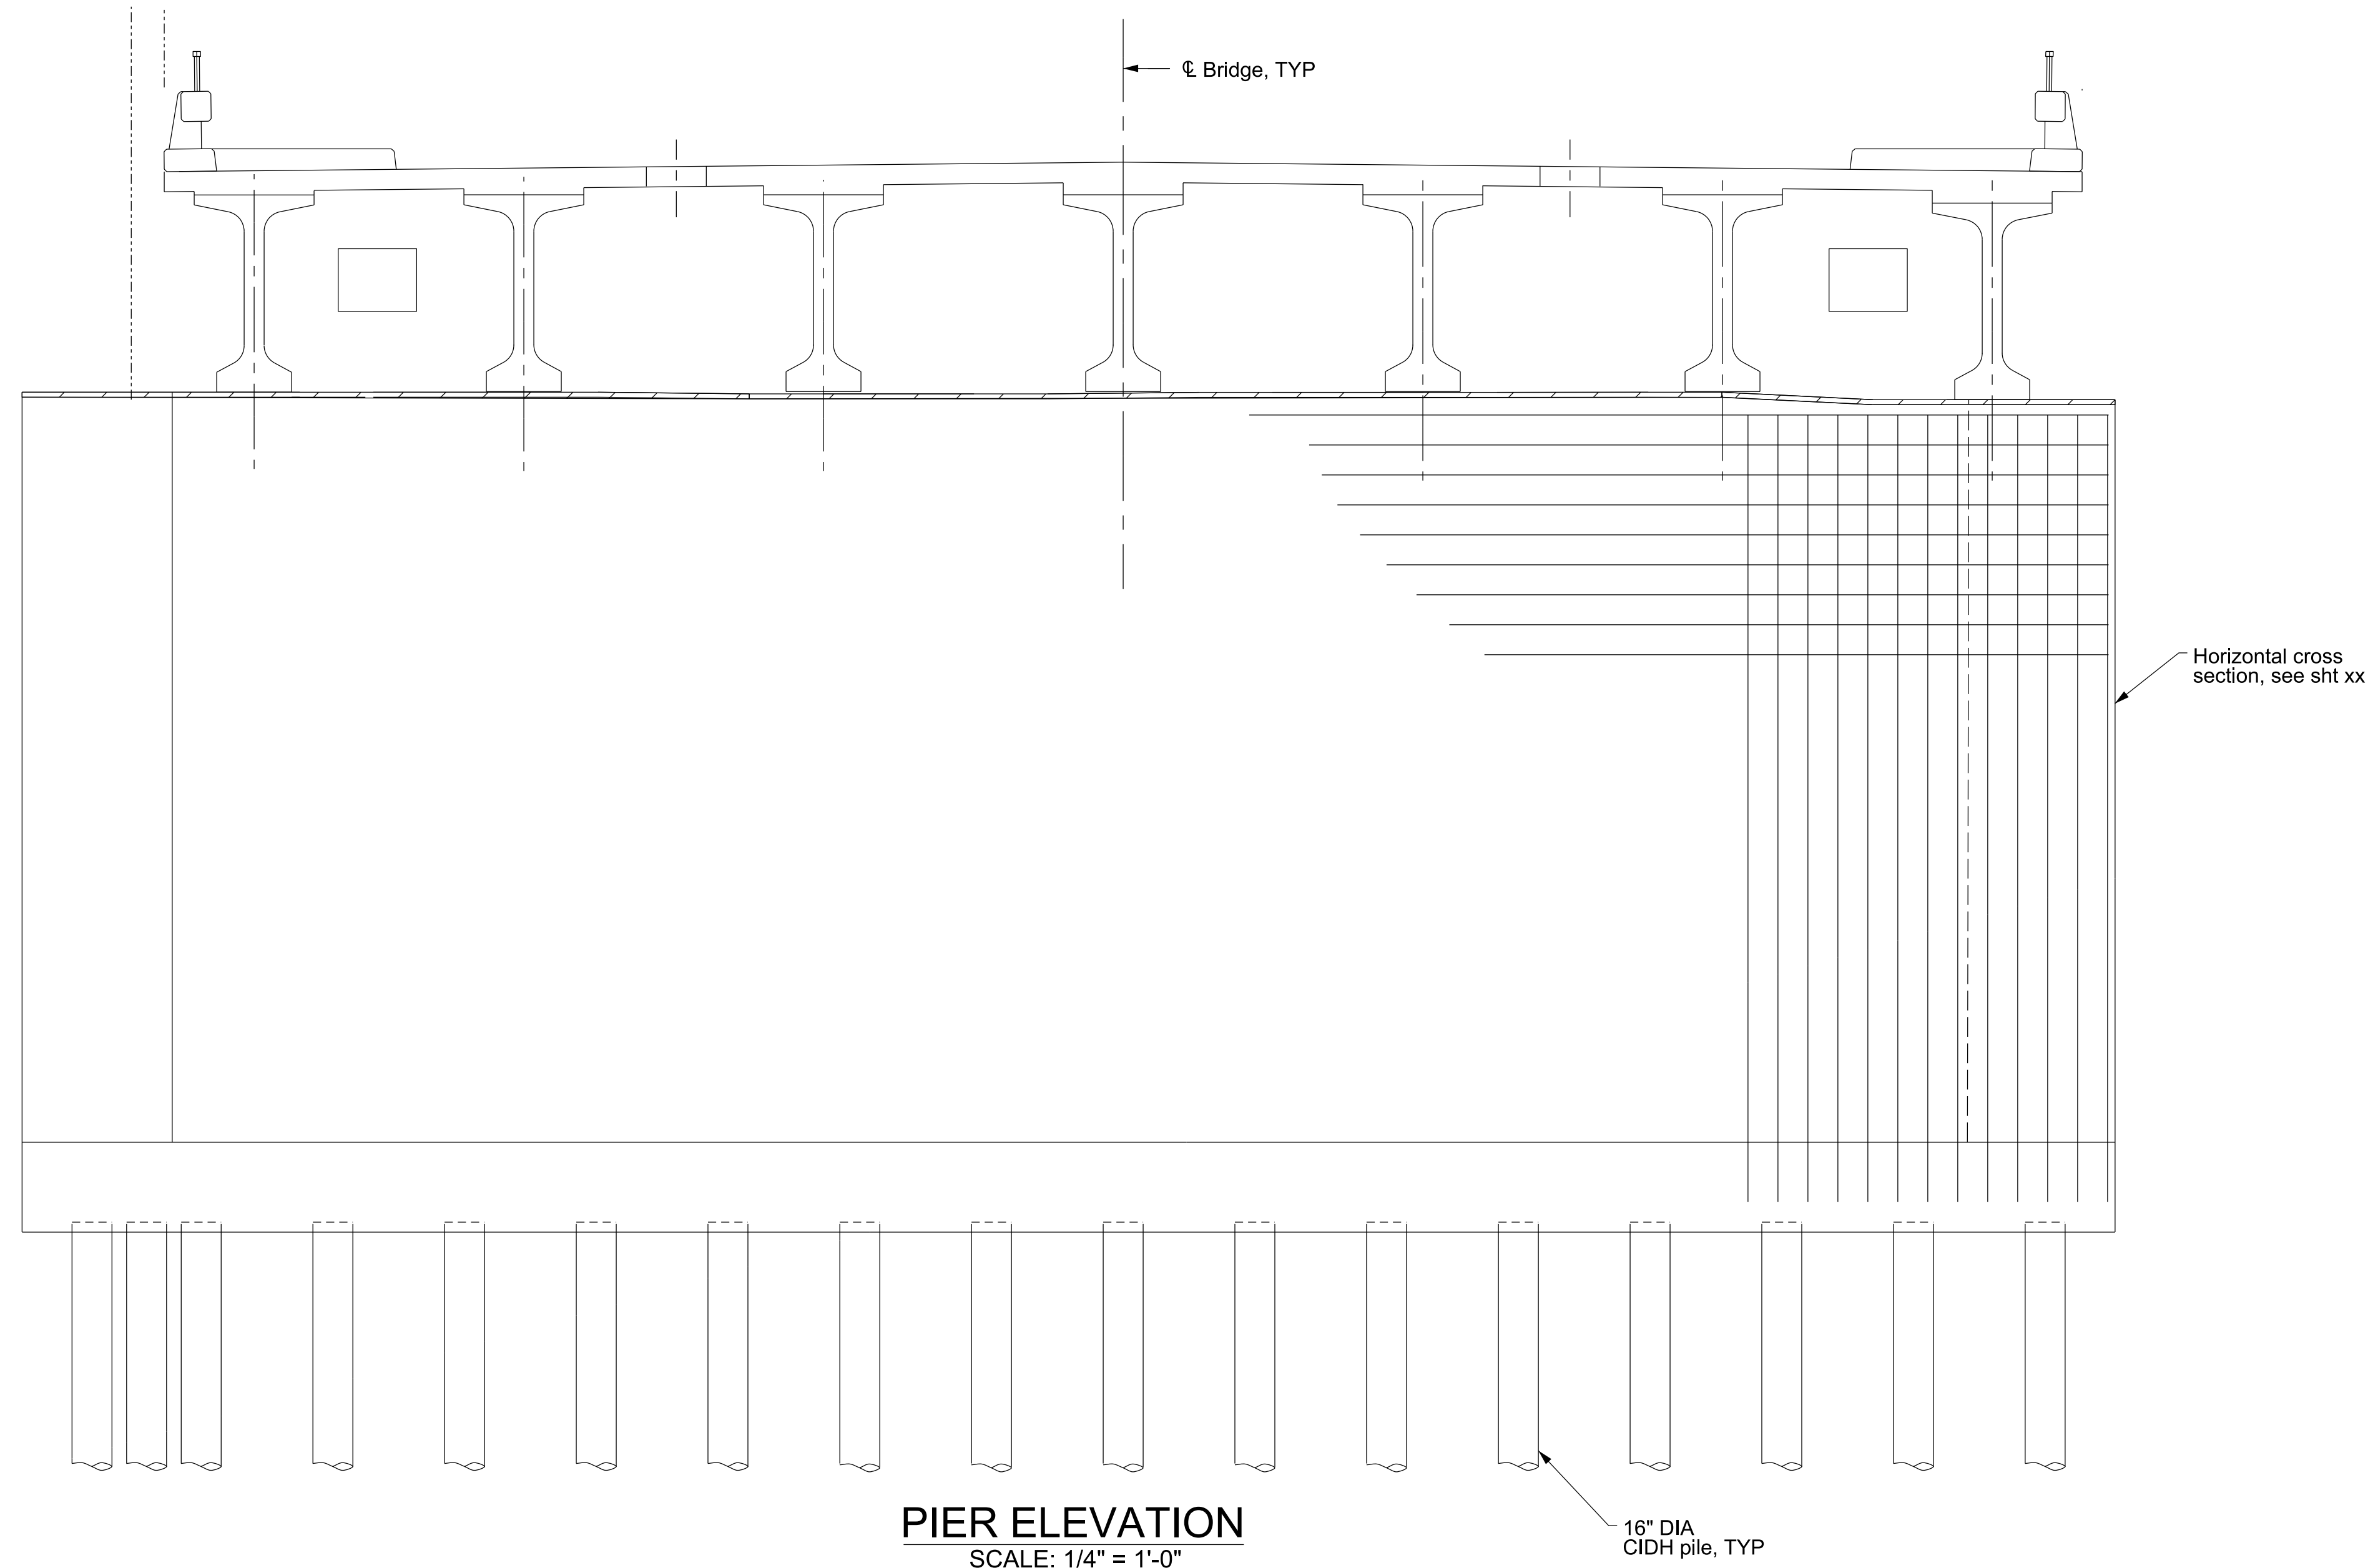 ℄ Bridge, TYP
Horizontal cross
section, see sht xx
16" DIA
CIDH pile, TYP
PIER ELEVATION
SCALE: 1/4" = 1'-0"